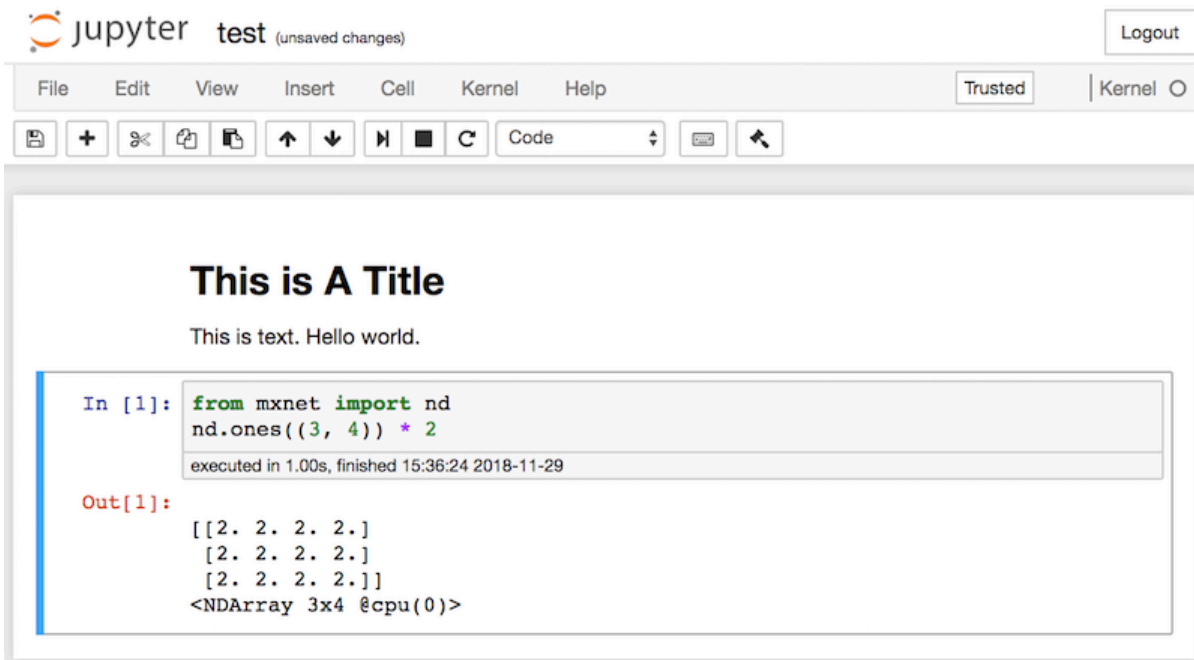 jupyter test (unsaved changes) Logout
File Edit View Insert Cell Kernel Help Trusted Kernel
Code
This is A Title
This is text. Hello world.
In [1]: from mxnet import nd
nd.ones((3, 4)) * 2
executed in 1.00s, finished 15:36:24 2018-11-29
Out[1]:
[[2. 2. 2. 2.]
[2. 2. 2. 2.]
[2. 2. 2. 2.]]
<NDArray 3x4 @cpu(0)>